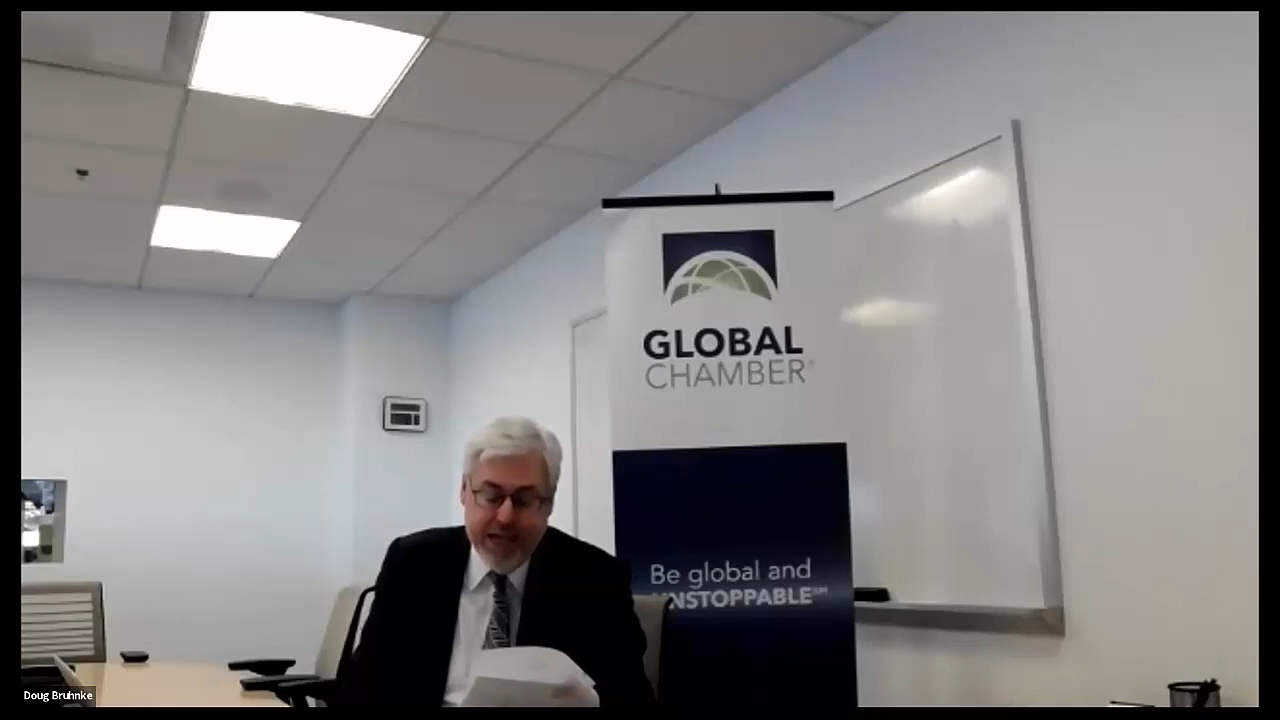 GLOBAL
CHAMBER®
Be global and
UNSTOPPABLE℠
Doug Bruhnke